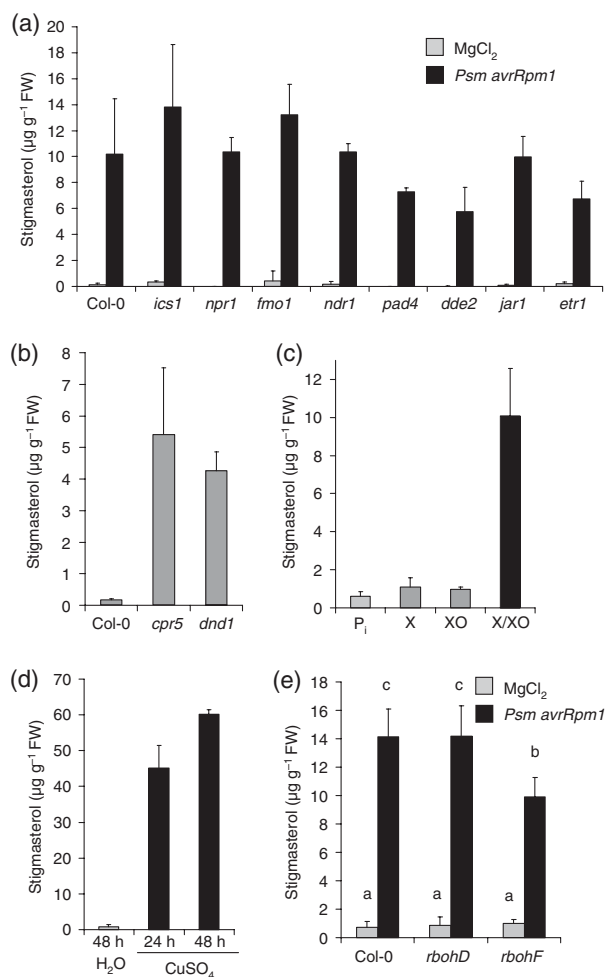 (a)
MgCl₂
Psm avrRpm1
Stigmasterol (µg g⁻¹ FW)
20
18
16
14
12
10
8
6
4
2
0
Col-0 ics1 npr1 fmo1 ndr1 pad4 dde2 jar1 etr1
(b)
Stigmasterol (µg g⁻¹ FW)
8
7
6
5
4
3
2
1
0
Col-0 cpr5 dnd1
(c)
Stigmasterol (µg g⁻¹ FW)
12
10
8
6
4
2
0
Pᵢ X XO X/XO
(d)
Stigmasterol (µg g⁻¹ FW)
70
60
50
40
30
20
10
0
48 h 24 h 48 h
H₂O CuSO₄
(e)
MgCl₂
Psm avrRpm1
Stigmasterol (µg g⁻¹ FW)
18
16
14
12
10
8
6
4
2
0
a c a c a b
Col-0 rbohD rbohF